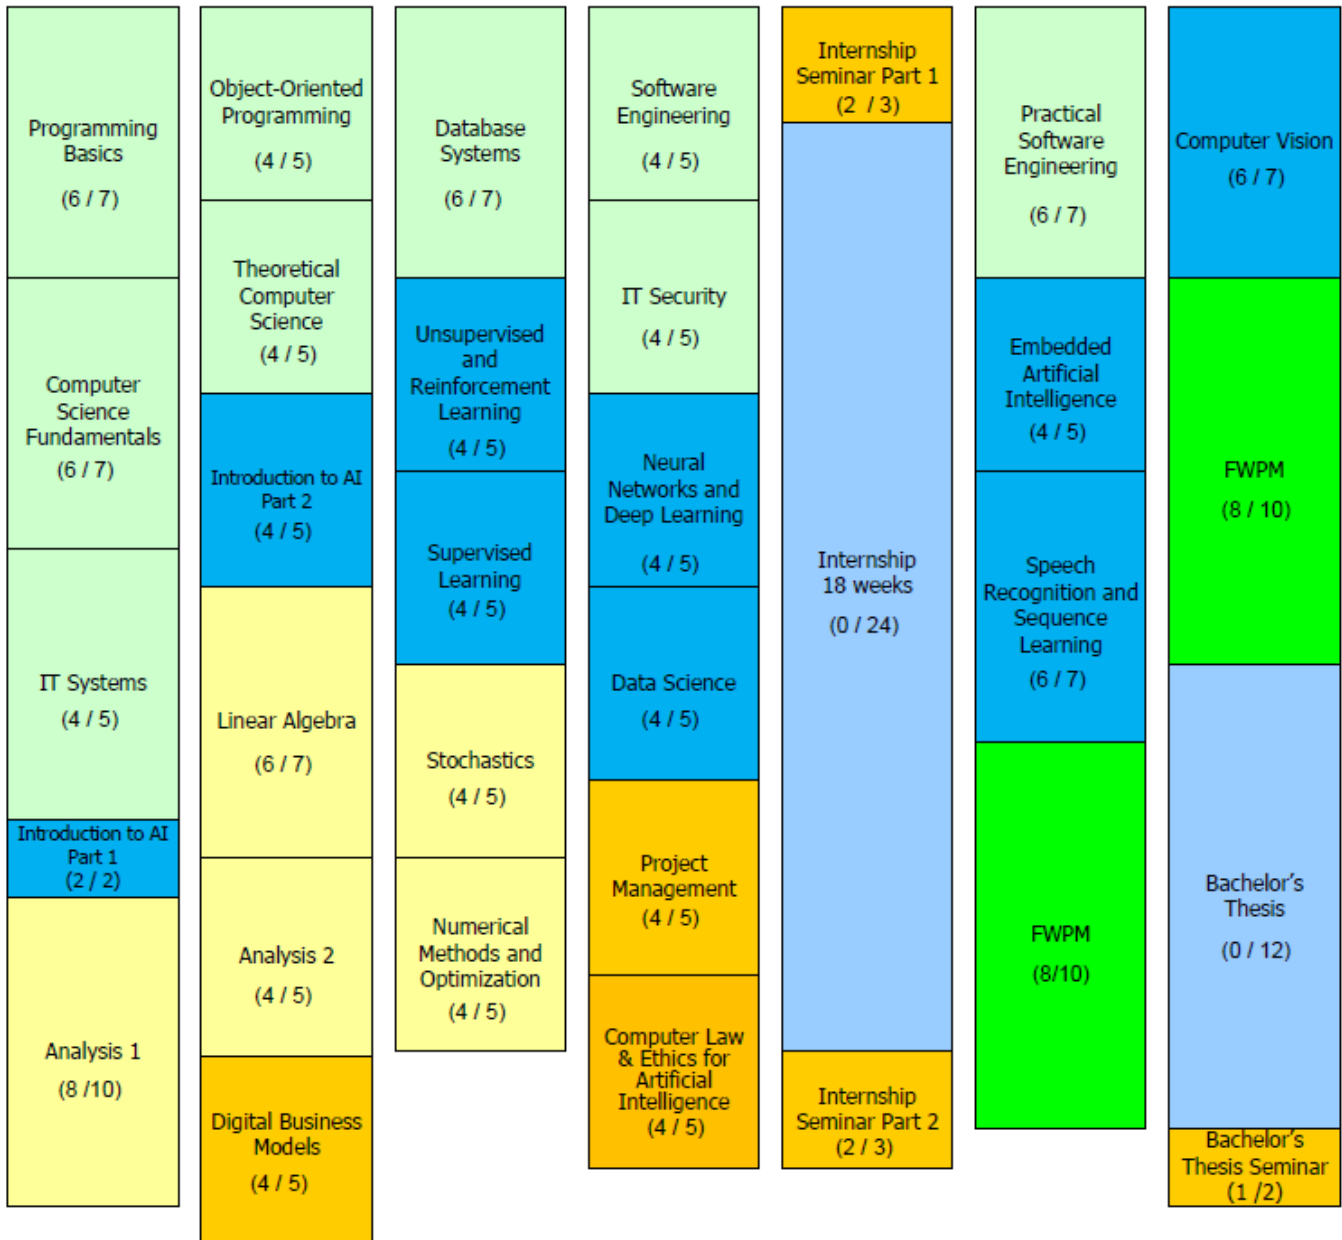 Programming
Basics
(6 / 7)
Computer
Science
Fundamentals
(6 / 7)
IT Systems
(4 / 5)
Introduction to AI
Part 1
(2 / 2)
Analysis 1
(8 /10)
Object-Oriented
Programming
(4 / 5)
Theoretical
Computer
Science
(4 / 5)
Introduction to AI
Part 2
(4 / 5)
Linear Algebra
(6 / 7)
Analysis 2
(4 / 5)
Digital Business
Models
(4 / 5)
Database
Systems
(6 / 7)
Unsupervised
and
Reinforcement
Learning
(4 / 5)
Supervised
Learning
(4 / 5)
Stochastics
(4 / 5)
Numerical
Methods and
Optimization
(4 / 5)
Software
Engineering
(4 / 5)
IT Security
(4 / 5)
Neural
Networks and
Deep Learning
(4 / 5)
Data Science
(4 / 5)
Project
Management
(4 / 5)
Computer Law
& Ethics for
Artificial
Intelligence
(4 / 5)
Internship
Seminar Part 1
(2 / 3)
Internship
18 weeks
(0 / 24)
Internship
Seminar Part 2
(2 / 3)
Practical
Software
Engineering
(6 / 7)
Embedded
Artificial
Intelligence
(4 / 5)
Speech
Recognition and
Sequence
Learning
(6 / 7)
FWPM
(8/10)
Computer Vision
(6 / 7)
FWPM
(8 / 10)
Bachelor’s
Thesis
(0 / 12)
Bachelor’s
Thesis Seminar
(1 /2)